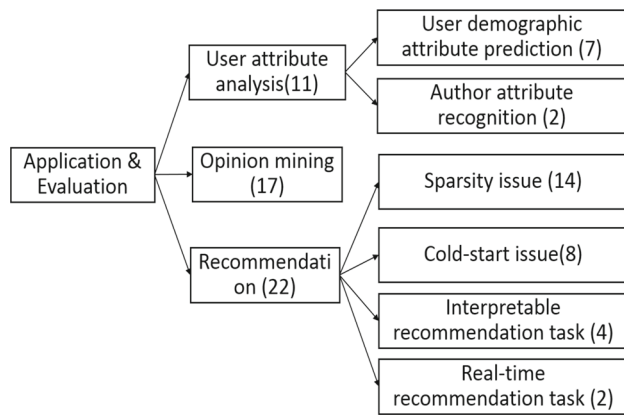 Application &
Evaluation
User attribute
analysis(11)
Opinion mining
(17)
Recommendati
on (22)
User demographic
attribute prediction (7)
Author attribute
recognition (2)
Sparsity issue (14)
Cold-start issue(8)
Interpretable
recommendation task (4)
Real-time
recommendation task (2)